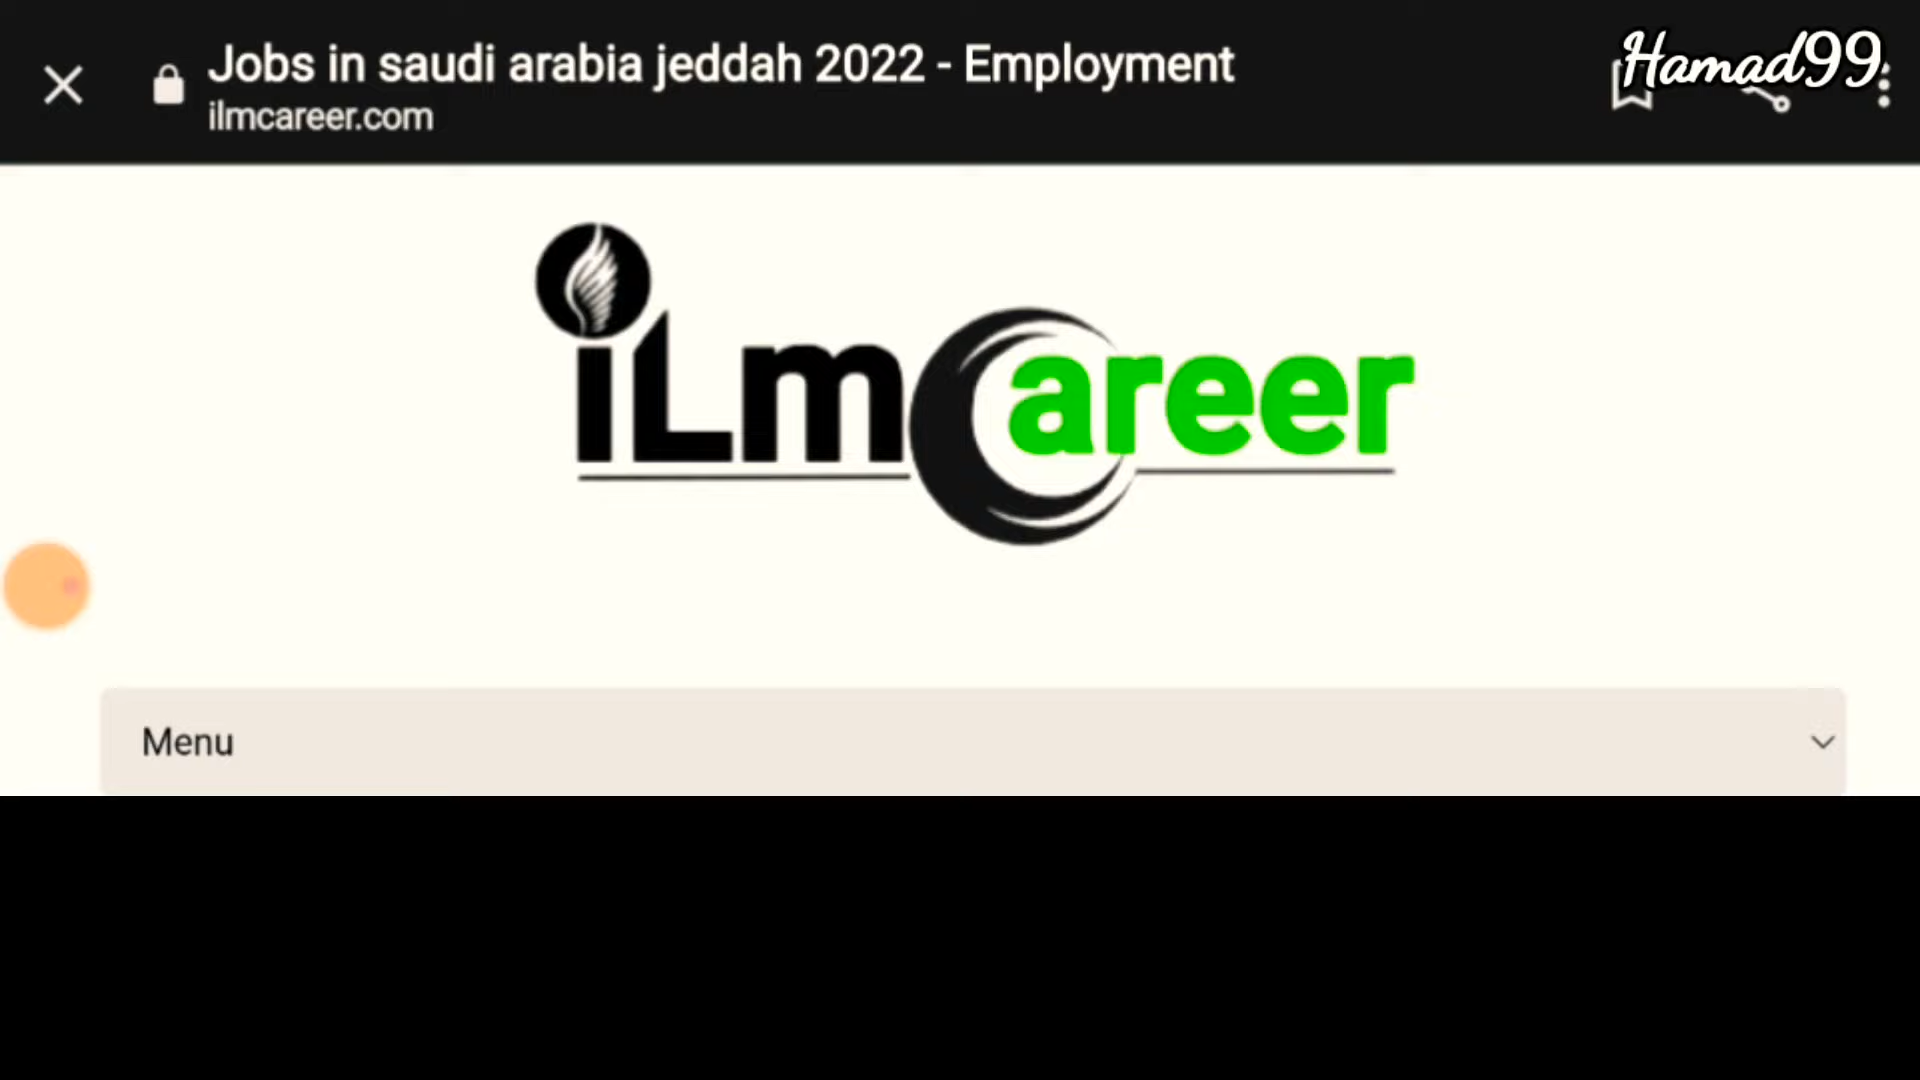 Jobs in saudi arabia jeddah 2022 - Employment
Hamad99
ilmcareer.com
iLmCareer
Menu